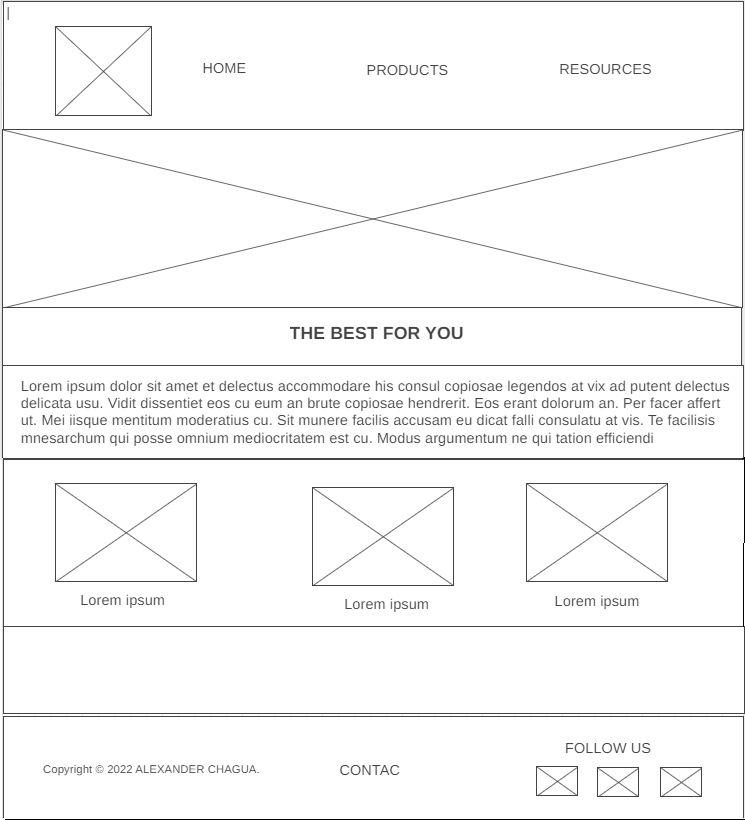 HOME
PRODUCTS
RESOURCES
THE BEST FOR YOU
Lorem ipsum dolor sit amet et delectus accommodare his consul copiosae legendos at vix ad putent delectus
delicata usu. Vidit dissentiet eos cu eum an brute copiosae hendrerit. Eos erant dolorum an. Per facer affert
ut. Mei iisque mentitum moderatius cu. Sit munere facilis accusam eu dicat falli consulatu at vis. Te facilisis
mnesarchum qui posse omnium mediocritatem est cu. Modus argumentum ne qui tation efficiendi
Lorem ipsum
Lorem ipsum
Lorem ipsum
FOLLOW US
Copyright © 2022 ALEXANDER CHAGUA.
CONTAC